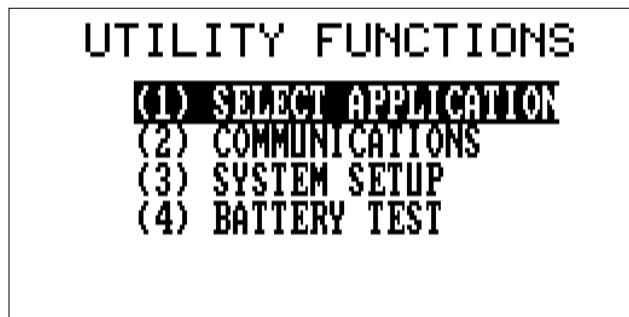 UTILITY FUNCTIONS
(1) SELECT APPLICATION
(2) COMMUNICATIONS
(3) SYSTEM SETUP
(4) BATTERY TEST